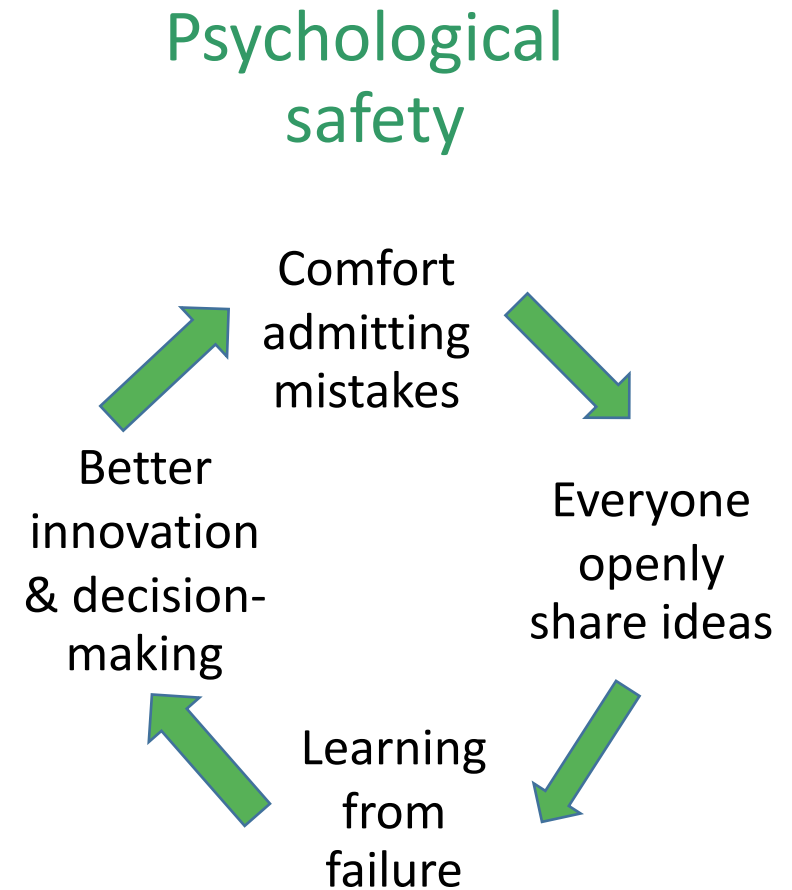 Psychological
safety
Comfort
admitting
mistakes
Everyone
openly
share ideas
Learning
from
failure
Better
innovation
& decision-
making